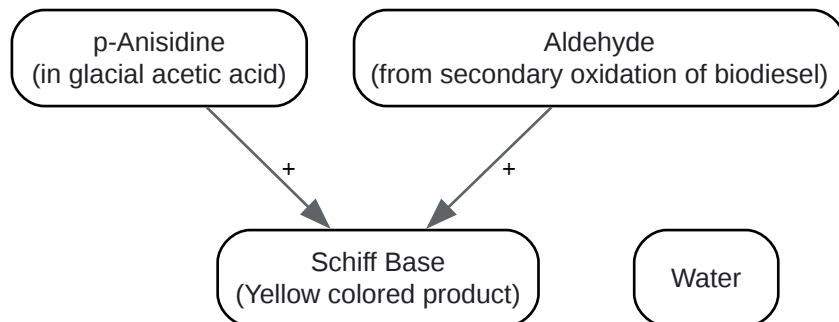 p-Anisidine
(in glacial acetic acid)
Aldehyde
(from secondary oxidation of biodiesel)
+
+
Schiff Base
(Yellow colored product)
Water